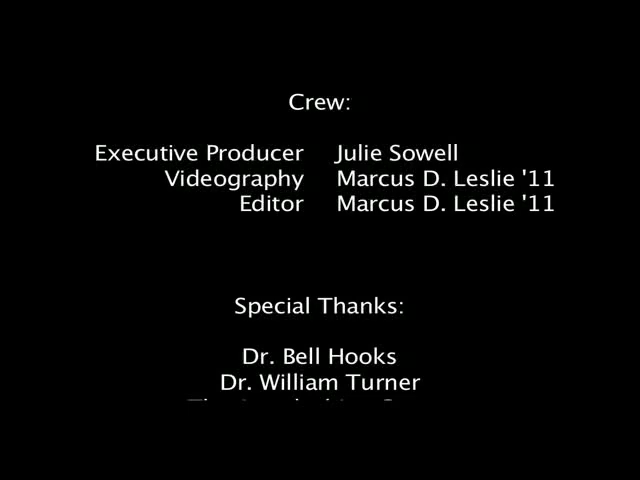 Crew:
Executive Producer Julie Sowell
Videography Marcus D. Leslie '11
Editor Marcus D. Leslie '11
Special Thanks:
Dr. Bell Hooks
Dr. William Turner